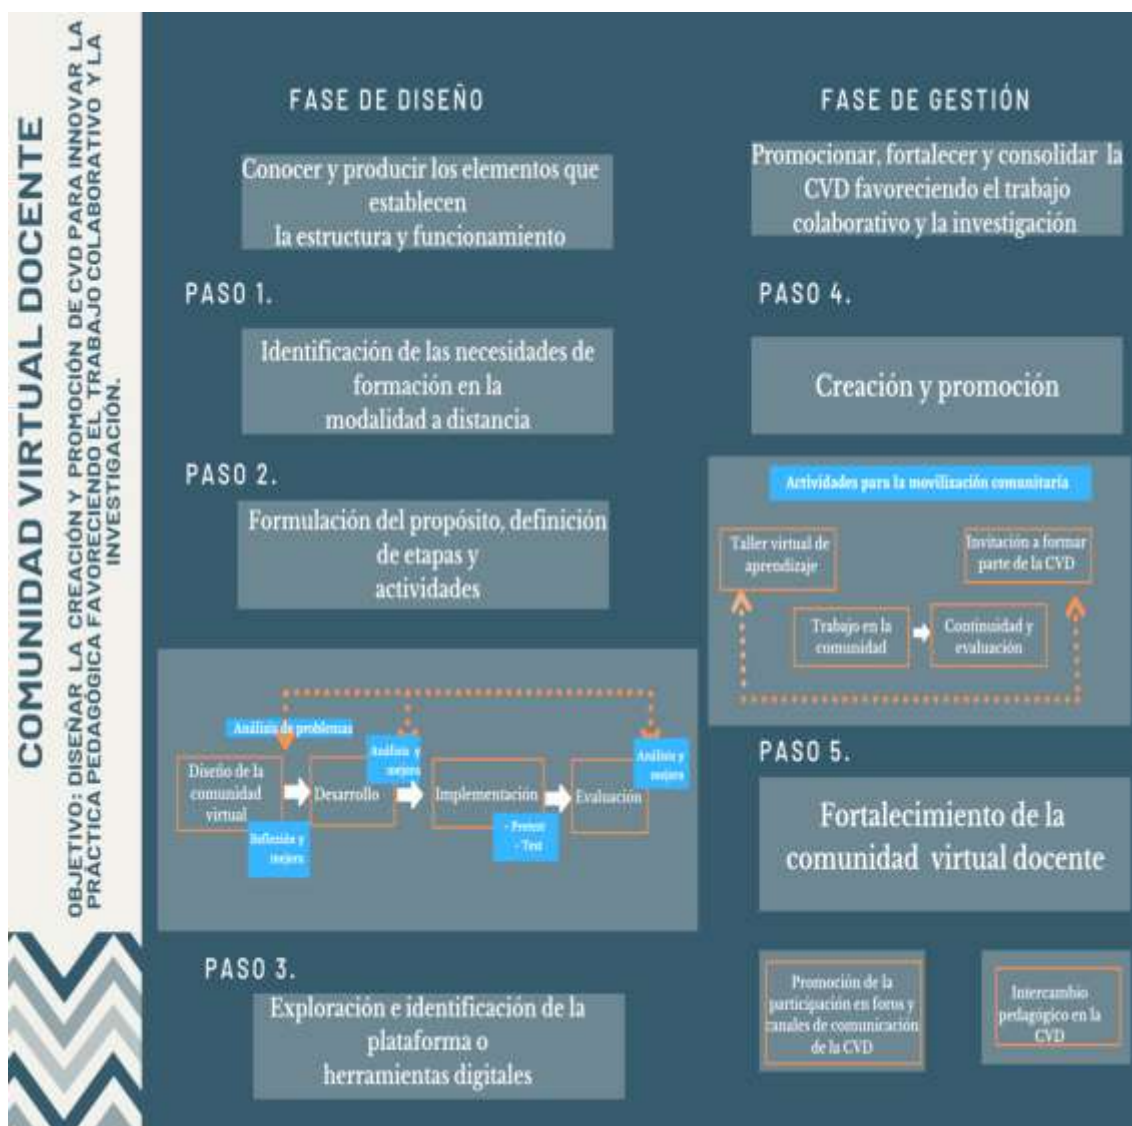 COMUNIDAD VIRTUAL DOCENTE
OBJETIVO: DISEÑAR LA CREACIÓN Y PROMOCIÓN DE CVD PARA INNOVAR LA
PRÁCTICA PEDAGÓGICA FAVORECIENDO EL TRABAJO COLABORATIVO Y LA
INVESTIGACIÓN.
FASE DE DISEÑO
Conocer y producir los elementos que
establecen
la estructura y funcionamiento
PASO 1.
Identificación de las necesidades de
formación en la
modalidad a distancia
PASO 2.
Formulación del propósito, definición
de etapas y
actividades
Análisis de problemas
Diseño de la
comunidad
virtual
Reflexión y
mejora
Desarrollo
Análisis y
mejora
Implementación
- Pretest
- Test
Evaluación
Análisis y
mejora
PASO 3.
Exploración e identificación de la
plataforma o
herramientas digitales
FASE DE GESTIÓN
Promocionar, fortalecer y consolidar la
CVD favoreciendo el trabajo
colaborativo y la investigación
PASO 4.
Creación y promoción
Actividades para la movilización comunitaria
Taller virtual de
aprendizaje
Invitación a formar
parte de la CVD
Trabajo en la
comunidad
Continuidad y
evaluación
PASO 5.
Fortalecimiento de la
comunidad virtual docente
Promoción de la
participación en foros y
canales de comunicación
de la CVD
Intercambio
pedagógico en la
CVD